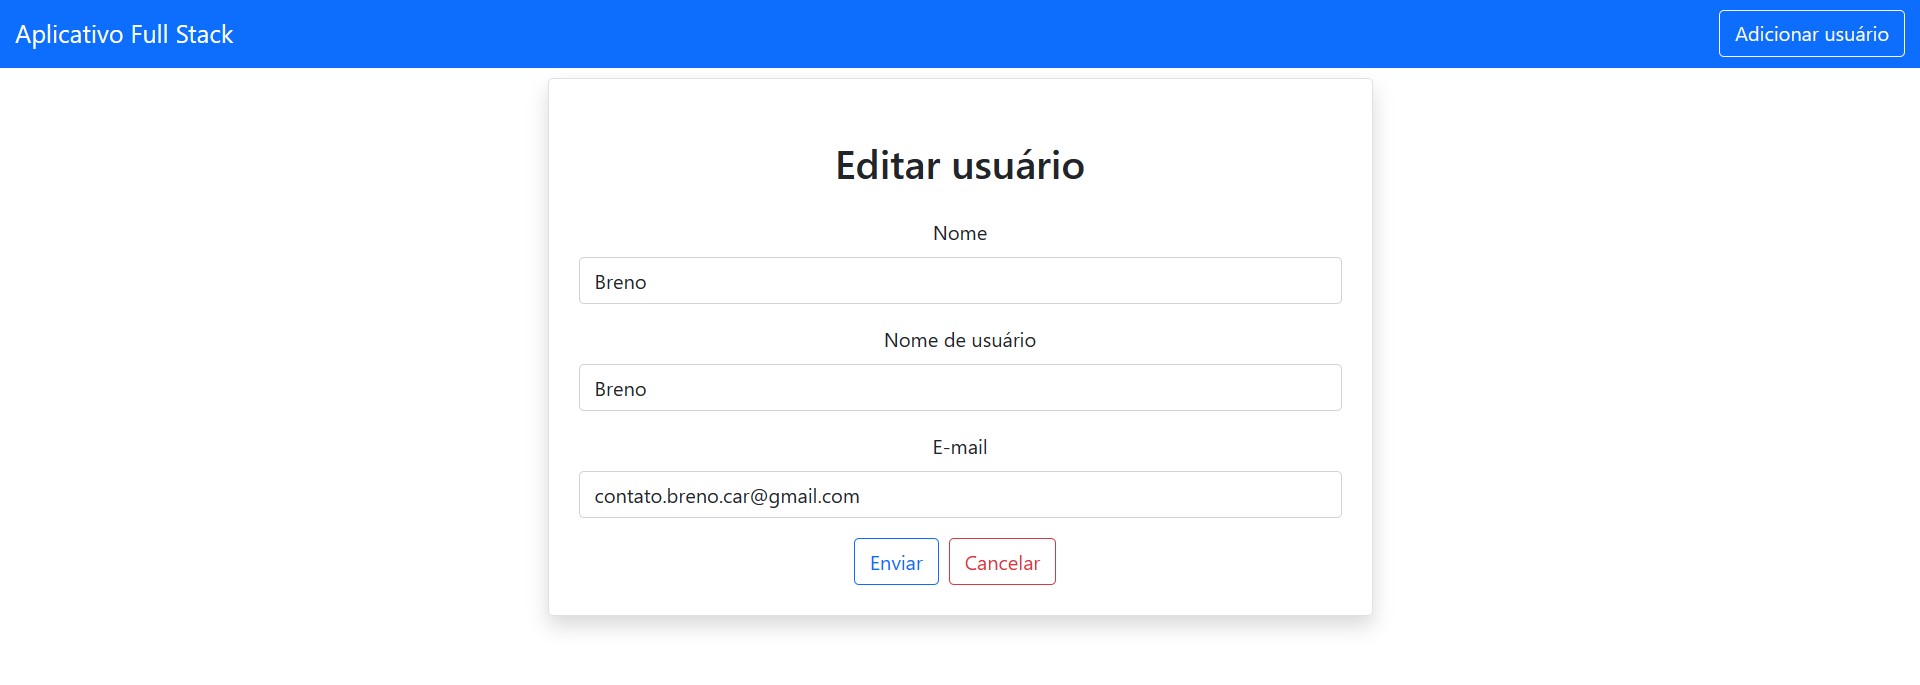 Aplicativo Full Stack
Adicionar usuário
Editar usuário
Nome
Breno
Nome de usuário
Breno
E-mail
contato.breno.car@gmail.com
Enviar
Cancelar